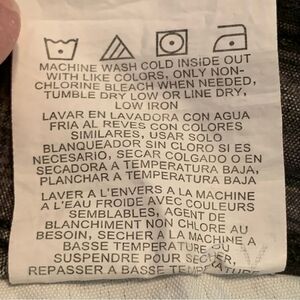 MACHINE WASH COLD INSIDE OUT
WITH LIKE COLORS, ONLY NON-
CHLORINE BLEACH WHEN NEEDED,
TUMBLE DRY LOW OR LINE DRY,
LOW IRON
LAVAR EN LAVADORA CON AGUA
FRIA AL REVES CON COLORES
SIMILARES, USAR SOLO
BLANQUEADOR SIN CLORO SI ES
NECESARIO, SECAR COLGADO O EN
SECADORA A TEMPERATURA BAJA,
PLANCHAR A TEMPERATURA BAJA,
LAVER A L'ENVERS A LA MACHINE
A L'EAU FROIDE AVEC COULEURS
SEMBLABLES, AGENT DE
BLANCHIMENT NON CHLORE AU
BESOIN, SECHER A LA MACHINE A
BASSE TEMPERATURE OU
SUSPENDRE POUR SECHER,
REPASSER A BASSE TEMPERATURE